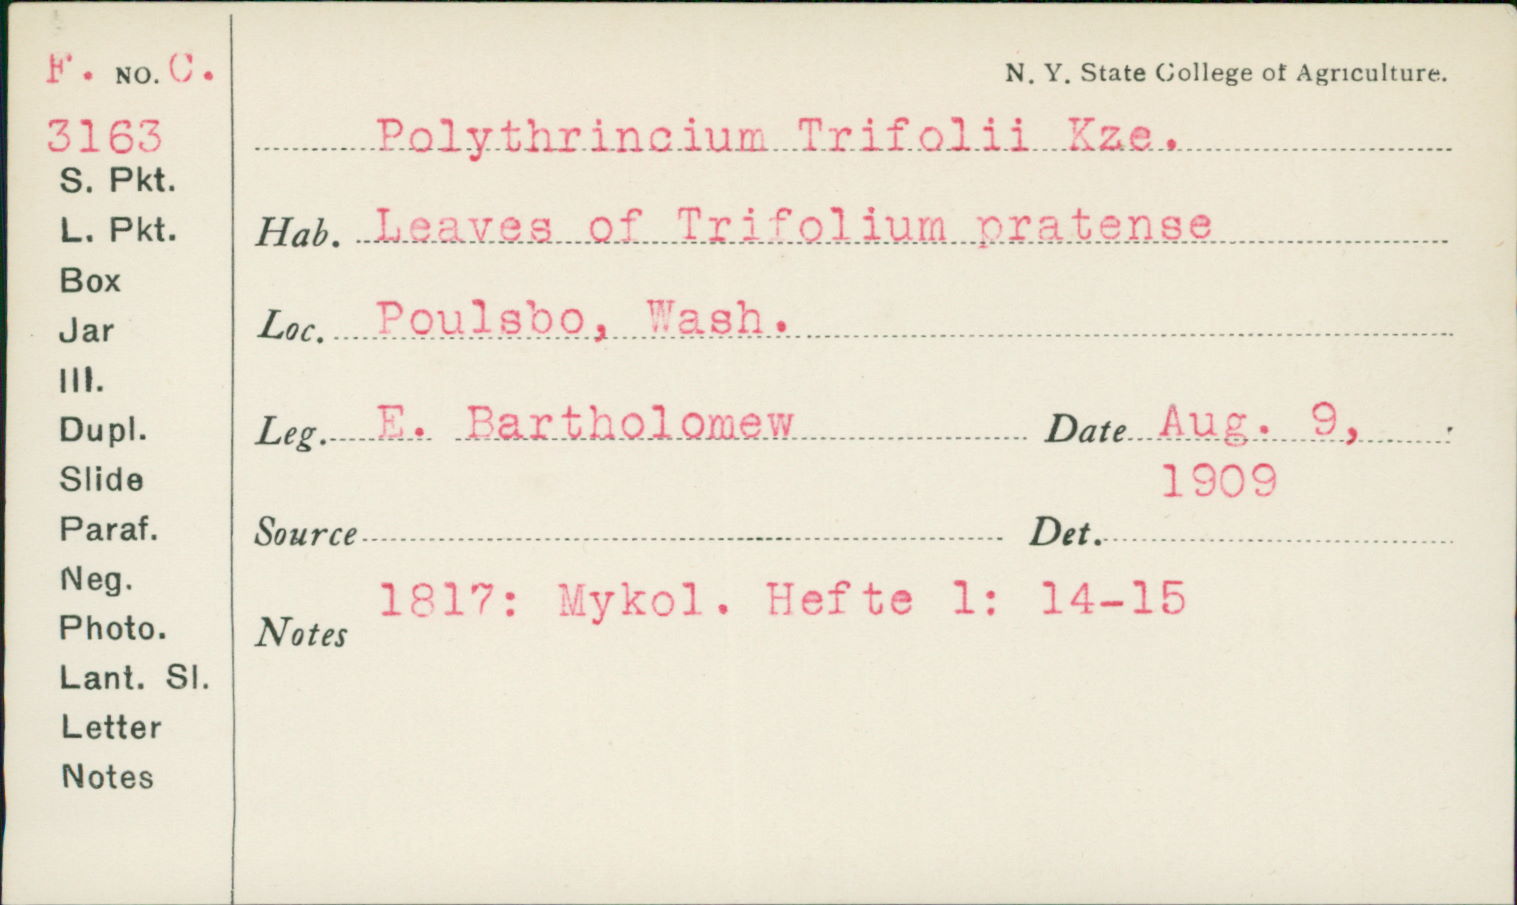 F. NO. C.
3163
S. Pkt.
L. Pkt.
Box
Jar
Ill.
Dupl.
Slide
Paraf.
Neg.
Photo.
Lant. Sl.
Letter
Notes
N. Y. State College of Agriculture.
Polythrincium Trifolii Kze.
Hab. Leaves of Trifolium pratense
Loc. Poulsbo, Wash.
Leg. E. Bartholomew Date Aug. 9,
1909
Source Det.
1817: Mykol. Hefte 1: 14-15
Notes